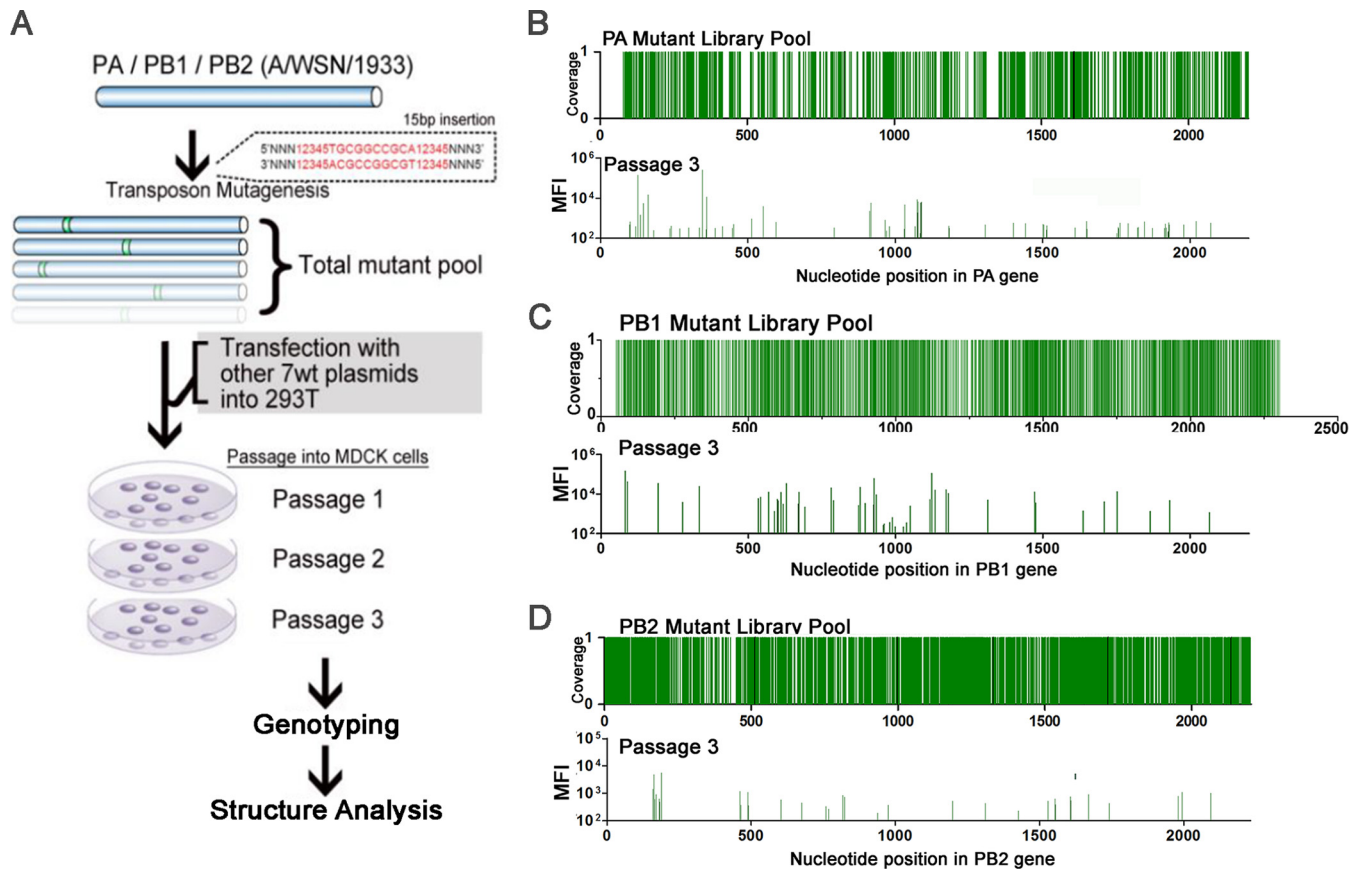 A
PA / PB1 / PB2 (A/WSN/1933)
15bp insertion
5'NNN12345TGCGGCCGCA12345NNN3'
3'NNN12345ACGCCGGCGT12345NNN5'
Transposon Mutagenesis
Total mutant pool
Transfection with
other 7wt plasmids
into 293T
Passage into MDCK cells
Passage 1
Passage 2
Passage 3
Genotyping
Structure Analysis
B
PA Mutant Library Pool
Coverage
1
0
0 500 1000 1500 2000
Passage 3
MFI
10^6
10^4
10^2
0 500 1000 1500 2000
Nucleotide position in PA gene
C
PB1 Mutant Library Pool
Coverage
1
0
0 500 1000 1500 2000 2500
Passage 3
MFI
10^6
10^4
10^2
0 500 1000 1500 2000
Nucleotide position in PB1 gene
D
PB2 Mutant Library Pool
Coverage
1
0
0 500 1000 1500 2000
Passage 3
MFI
10^5
10^4
10^3
10^2
0 500 1000 1500 2000
Nucleotide position in PB2 gene